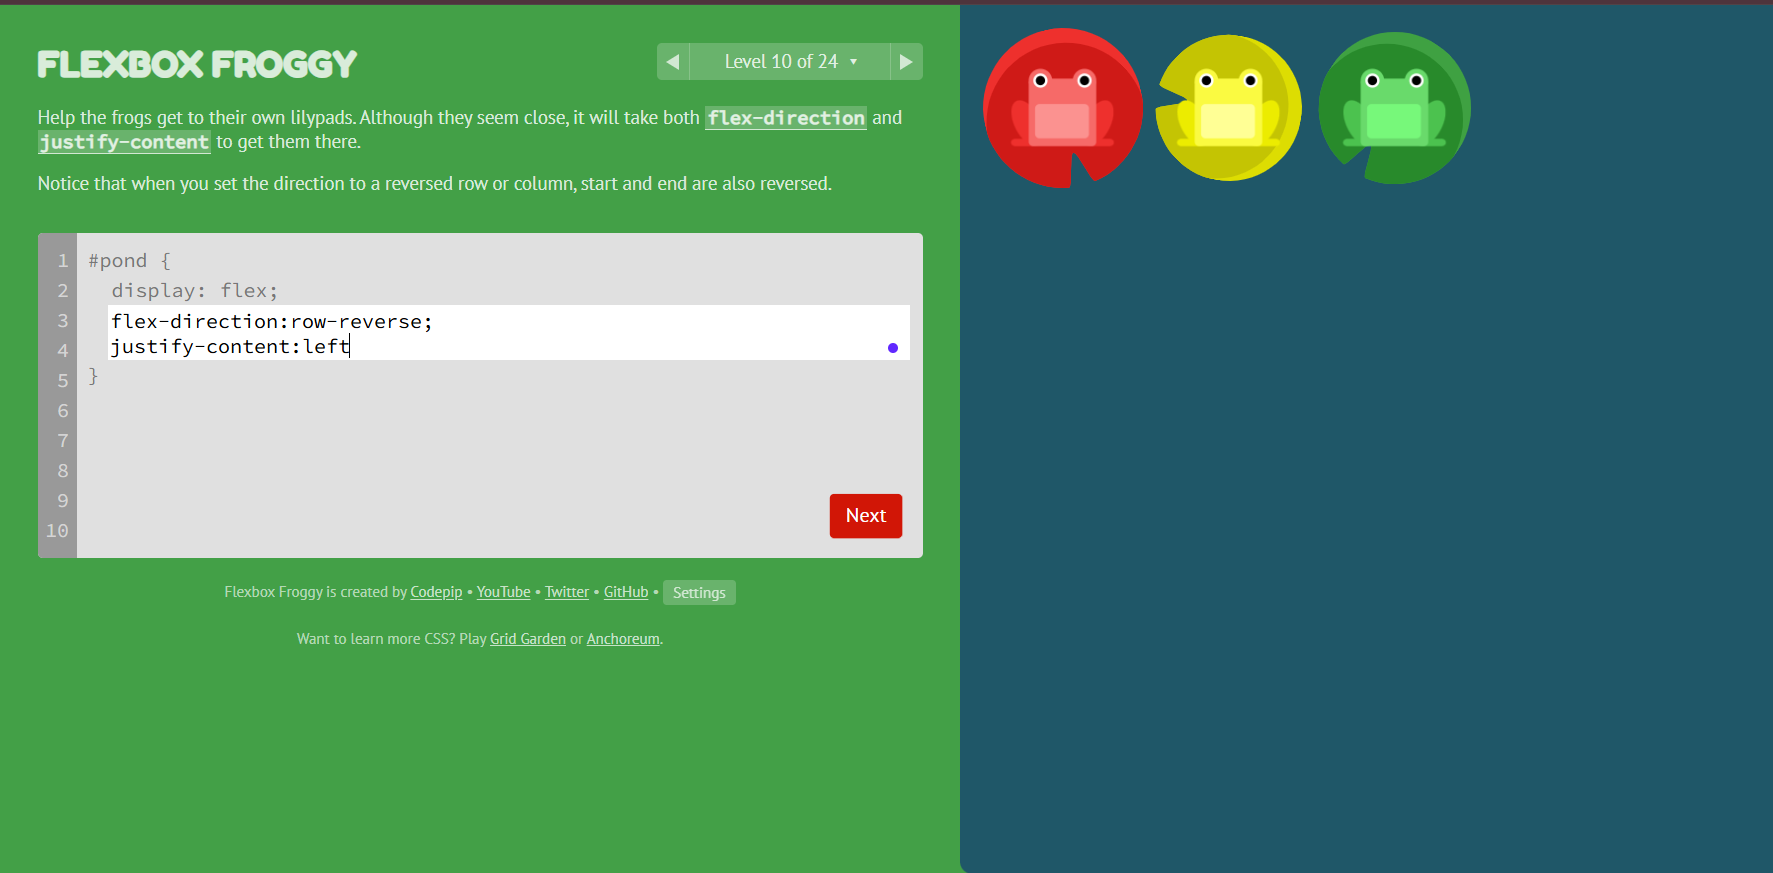 FLEXBOX FROGGY
Level 10 of 24
Help the frogs get to their own lilypads. Although they seem close, it will take both flex-direction and
justify-content to get them there.
Notice that when you set the direction to a reversed row or column, start and end are also reversed.
1 #pond {
2 display: flex;
3 flex-direction:row-reverse;
4 justify-content:left
5 }
6
7
8
9
10
Next
Flexbox Froggy is created by Codepip • YouTube • Twitter • GitHub • Settings
Want to learn more CSS? Play Grid Garden or Anchoreum.